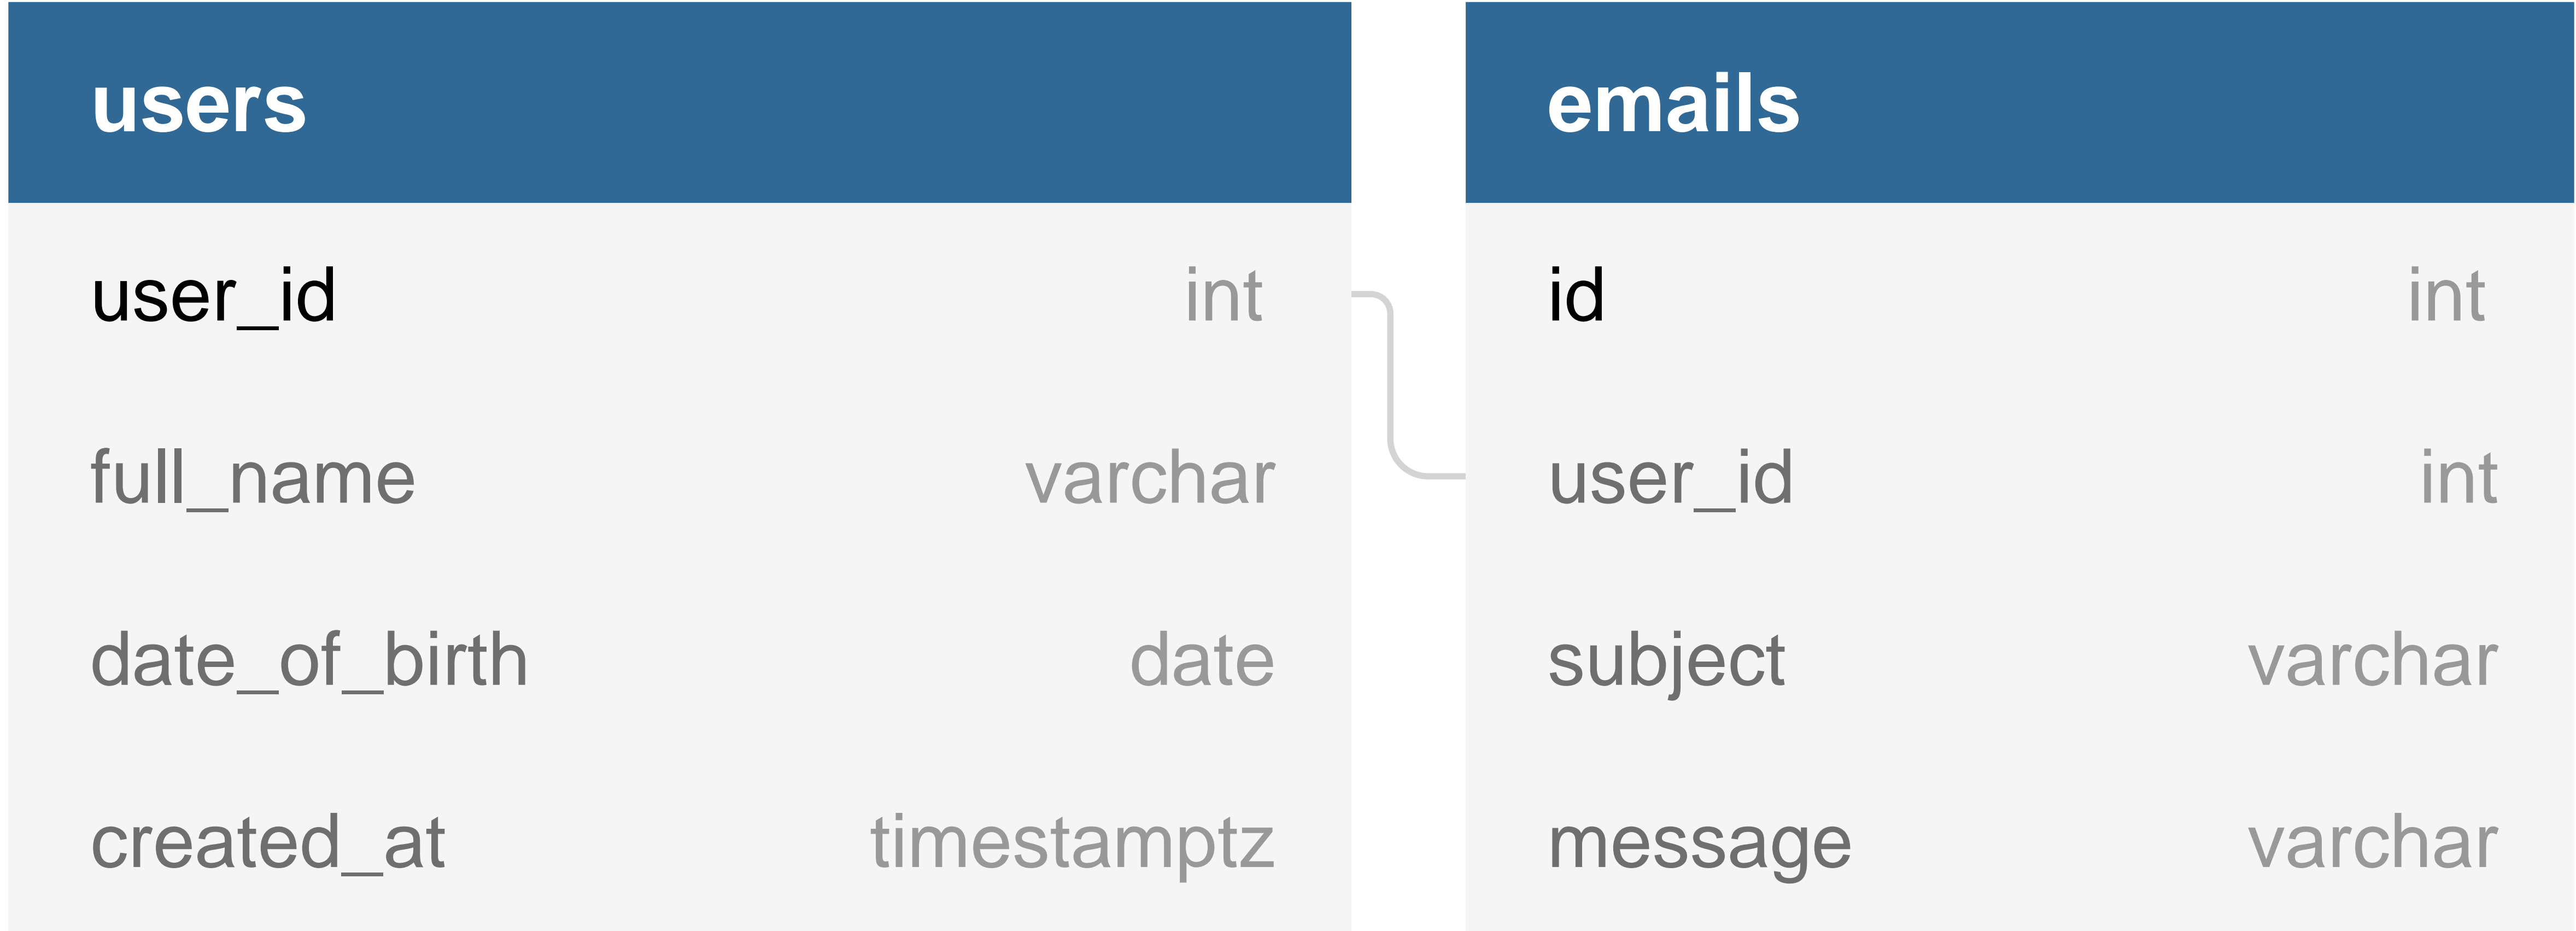 users
user_id int
full_name varchar
date_of_birth date
created_at timestamptz
emails
id int
user_id int
subject varchar
message varchar